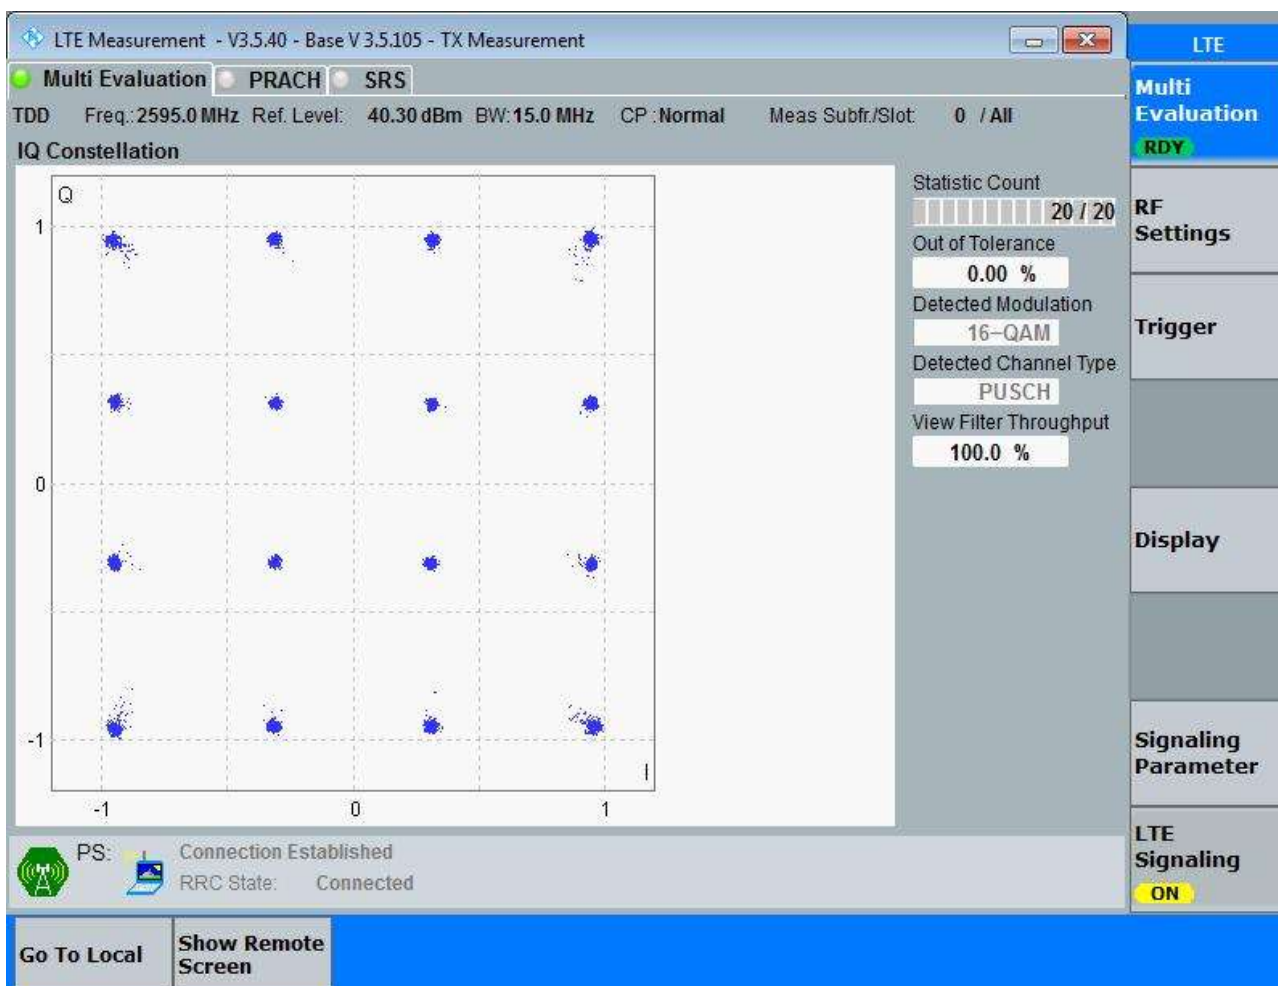 LTE Measurement - V3.5.40 - Base V 3.5.105 - TX Measurement
LTE
Multi Evaluation PRACH SRS
TDD Freq.: 2595.0 MHz Ref. Level: 40.30 dBm BW: 15.0 MHz CP : Normal Meas Subfr./Slot: 0 / All
IQ Constellation
Q
1
0
-1
I
-1 0 1
Statistic Count
20 / 20
Out of Tolerance
0.00 %
Detected Modulation
16-QAM
Detected Channel Type
PUSCH
View Filter Throughput
100.0 %
Multi
Evaluation
RDY
RF
Settings
Trigger
Display
Signaling
Parameter
LTE
Signaling
ON
PS: Connection Established
RRC State: Connected
Go To Local
Show Remote
Screen